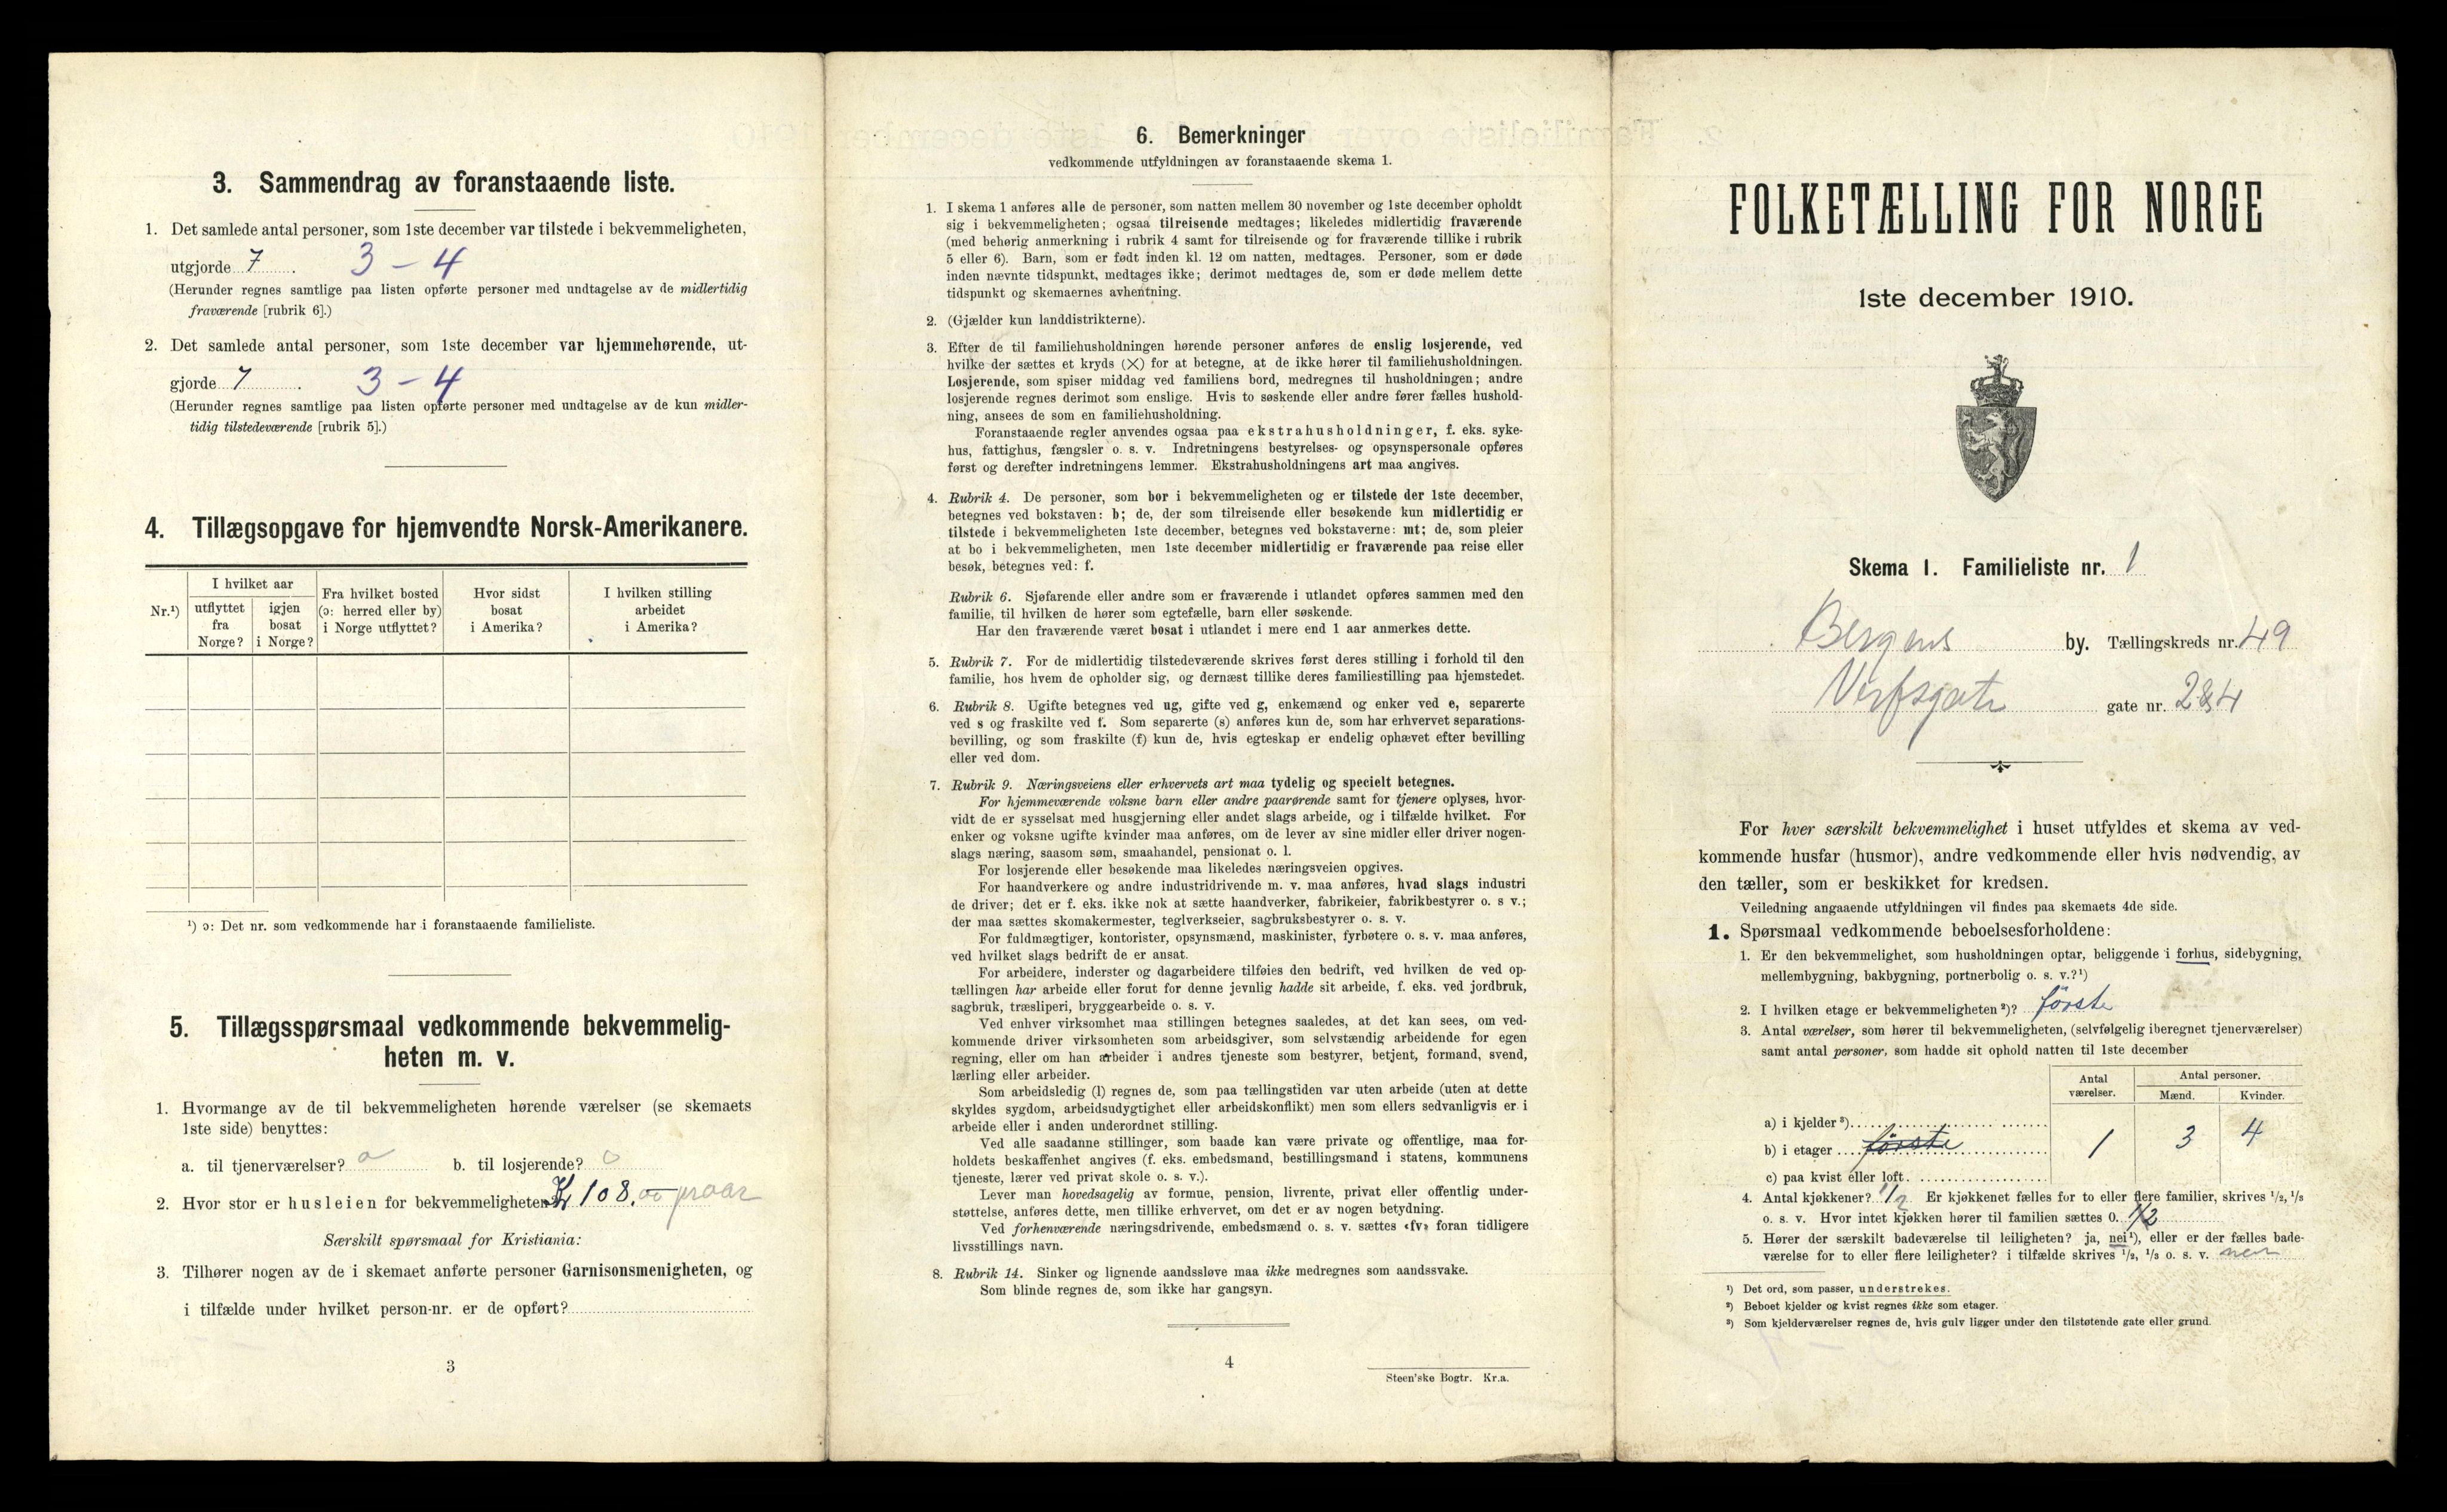 3. Sammendrag av foranstaaende liste.
1. Det samlede antal personer, som 1ste december var tilstede i bekvemmeligheten,
utgjorde 7 . 3 – 4
(Herunder regnes samtlige paa listen opførte personer med undtagelse av de midlertidig
fraværende [rubrik 6].)
2. Det samlede antal personer, som 1ste december var hjemmehørende, ut-
gjorde 7 . 3 – 4
(Herunder regnes samtlige paa listen opførte personer med undtagelse av de kun midler-
tidig tilstedeværende [rubrik 5].)
4. Tillægsopgave for hjemvendte Norsk-Amerikanere.
Nr.¹)
I hvilket aar
utflyttet
fra
Norge?
igjen
bosat
i Norge?
Fra hvilket bosted
(ɔ: herred eller by)
i Norge utflyttet?
Hvor sidst
bosat
i Amerika?
I hvilken stilling
arbeidet
i Amerika?
¹) ɔ: Det nr. som vedkommende har i foranstaaende familieliste.
5. Tillægsspørsmaal vedkommende bekvemmelig-
heten m. v.
1. Hvormange av de til bekvemmeligheten hørende værelser (se skemaets
1ste side) benyttes:
a. til tjenerværelser? o b. til losjerende? o
2. Hvor stor er husleien for bekvemmeligheten? Kr 108.00 pr aar
Særskilt spørsmaal for Kristiania:
3. Tilhører nogen av de i skemaet anførte personer Garnisonsmenigheten, og
i tilfælde under hvilket person-nr. er de opført?
3
6. Bemerkninger
vedkommende utfyldningen av foranstaaende skema 1.
1. I skema 1 anføres alle de personer, som natten mellem 30 november og 1ste december opholdt
sig i bekvemmeligheten; ogsaa tilreisende medtages; likeledes midlertidig fraværende
(med behørig anmerkning i rubrik 4 samt for tilreisende og for fraværende tillike i rubrik
5 eller 6). Barn, som er født inden kl. 12 om natten, medtages. Personer, som er døde
inden nævnte tidspunkt, medtages ikke; derimot medtages de, som er døde mellem dette
tidspunkt og skemaernes avhentning.
2. (Gjælder kun landdistrikterne).
3. Efter de til familiehusholdningen hørende personer anføres de enslig losjerende, ved
hvilke der sættes et kryds (×) for at betegne, at de ikke hører til familiehusholdningen.
Losjerende, som spiser middag ved familiens bord, medregnes til husholdningen; andre
losjerende regnes derimot som enslige. Hvis to søskende eller andre fører fælles hushold-
ning, ansees de som en familiehusholdning.
Foranstaaende regler anvendes ogsaa paa ekstrahusholdninger, f. eks. syke-
hus, fattighus, fængsler o. s. v. Indretningens bestyrelses- og opsynspersonale opføres
først og derefter indretningens lemmer. Ekstrahusholdningens art maa angives.
4. Rubrik 4. De personer, som bor i bekvemmeligheten og er tilstede der 1ste december,
betegnes ved bokstaven: b; de, der som tilreisende eller besøkende kun midlertidig er
tilstede i bekvemmeligheten 1ste december, betegnes ved bokstaverne: mt; de, som pleier
at bo i bekvemmeligheten, men 1ste december midlertidig er fraværende paa reise eller
besøk, betegnes ved: f.
Rubrik 6. Sjøfarende eller andre som er fraværende i utlandet opføres sammen med den
familie, til hvilken de hører som egtefælle, barn eller søskende.
Har den fraværende været bosat i utlandet i mere end 1 aar anmerkes dette.
5. Rubrik 7. For de midlertidig tilstedeværende skrives først deres stilling i forhold til den
familie, hos hvem de opholder sig, og dernæst tillike deres familiestilling paa hjemstedet.
6. Rubrik 8. Ugifte betegnes ved ug, gifte ved g, enkemænd og enker ved e, separerte
ved s og fraskilte ved f. Som separerte (s) anføres kun de, som har erhvervet separations-
bevilling, og som fraskilte (f) kun de, hvis egteskap er endelig ophævet efter bevilling
eller ved dom.
7. Rubrik 9. Næringsveiens eller erhvervets art maa tydelig og specielt betegnes.
For hjemmeværende voksne barn eller andre paarørende samt for tjenere oplyses, hvor-
vidt de er sysselsat med husgjerning eller andet slags arbeide, og i tilfælde hvilket. For
enker og voksne ugifte kvinder maa anføres, om de lever av sine midler eller driver nogen-
slags næring, saasom søm, smaahandel, pensionat o. l.
For losjerende eller besøkende maa likeledes næringsveien opgives.
For haandverkere og andre industridrivende m. v. maa anføres, hvad slags industri
de driver; det er f. eks. ikke nok at sætte haandverker, fabrikeier, fabrikbestyrer o. s v.;
der maa sættes skomakermester, teglverkseier, sagbruksbestyrer o. s. v.
For fuldmægtiger, kontorister, opsynsmænd, maskinister, fyrbøtere o. s. v. maa anføres,
ved hvilket slags bedrift de er ansat.
For arbeidere, inderster og dagarbeidere tilføies den bedrift, ved hvilken de ved op-
tællingen har arbeide eller forut for denne jevnlig hadde sit arbeide, f. eks. ved jordbruk,
sagbruk, træsliperi, bryggearbeide o. s. v.
Ved enhver virksomhet maa stillingen betegnes saaledes, at det kan sees, om ved-
kommende driver virksomheten som arbeidsgiver, som selvstændig arbeidende for egen
regning, eller om han arbeider i andres tjeneste som bestyrer, betjent, formand, svend,
lærling eller arbeider.
Som arbeidsledig (l) regnes de, som paa tællingstiden var uten arbeide (uten at dette
skyldes sygdom, arbeidsudygtighet eller arbeidskonflikt) men som ellers sedvanligvis er i
arbeide eller i anden underordnet stilling.
Ved alle saadanne stillinger, som baade kan være private og offentlige, maa for-
holdets beskaffenhet angives (f. eks. embedsmand, bestillingsmand i statens, kommunens
tjeneste, lærer ved privat skole o. s. v.).
Lever man hovedsagelig av formue, pension, livrente, privat eller offentlig under-
støttelse, anføres dette, men tillike erhvervet, om det er av nogen betydning.
Ved forhenværende næringsdrivende, embedsmænd o. s. v. sættes «fv» foran tidligere
livsstillings navn.
8. Rubrik 14. Sinker og lignende aandssløve maa ikke medregnes som aandssvake.
Som blinde regnes de, som ikke har gangsyn.
4
Steen'ske Bogtr. Kr.a.
FOLKETÆLLING FOR NORGE
1ste december 1910.
Skema 1. Familieliste nr. 1
Bergens by. Tællingskreds nr. 49
Verfsgate gate nr. 2&4
For hver særskilt bekvemmelighet i huset utfyldes et skema av ved-
kommende husfar (husmor), andre vedkommende eller hvis nødvendig, av
den tæller, som er beskikket for kredsen.
Veiledning angaaende utfyldningen vil findes paa skemaets 4de side.
1. Spørsmaal vedkommende beboelsesforholdene:
1. Er den bekvemmelighet, som husholdningen optar, beliggende i forhus, sidebygning,
mellembygning, bakbygning, portnerbolig o. s. v.?¹)
2. I hvilken etage er bekvemmeligheten²)? første
3. Antal værelser, som hører til bekvemmeligheten, (selvfølgelig iberegnet tjenerværelser)
samt antal personer, som hadde sit ophold natten til 1ste december
Antal
værelser.
Antal personer.
Mænd. Kvinder.
a) i kjelder³)
b) i etager første 1 3 4
c) paa kvist eller loft
4. Antal kjøkkener? 1/2 Er kjøkkenet fælles for to eller flere familier, skrives ¹/₂, ¹/₃
o. s. v. Hvor intet kjøkken hører til familien sættes 0. 1/2
5. Hører der særskilt badeværelse til leiligheten? ja, nei¹), eller er der fælles bade-
værelse for to eller flere leiligheter? i tilfælde skrives ¹/₂, ¹/₃ o. s. v.
¹) Det ord, som passer, understrekes.
²) Beboet kjelder og kvist regnes ikke som etager.
³) Som kjelderværelser regnes de, hvis gulv ligger under den tilstøtende gate eller grund.